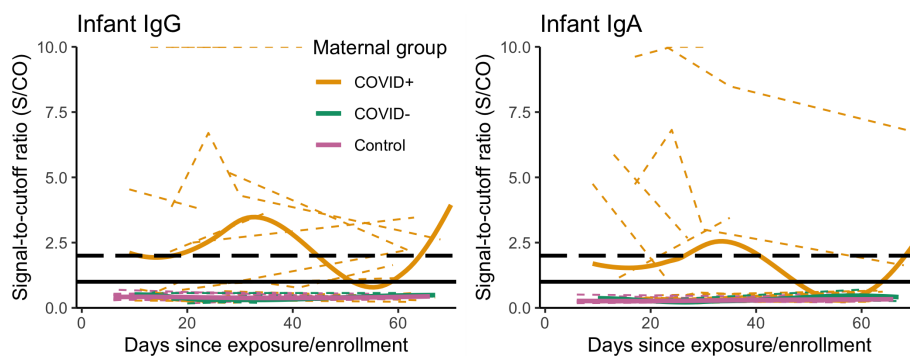 Infant IgG
Signal-to-cutoff ratio (S/CO)
10.0
7.5
5.0
2.5
0.0
0
20
40
60
Days since exposure/enrollment
Maternal group
COVID+
COVID-
Control
Infant IgA
Signal-to-cutoff ratio (S/CO)
10.0
7.5
5.0
2.5
0.0
0
20
40
60
Days since exposure/enrollment